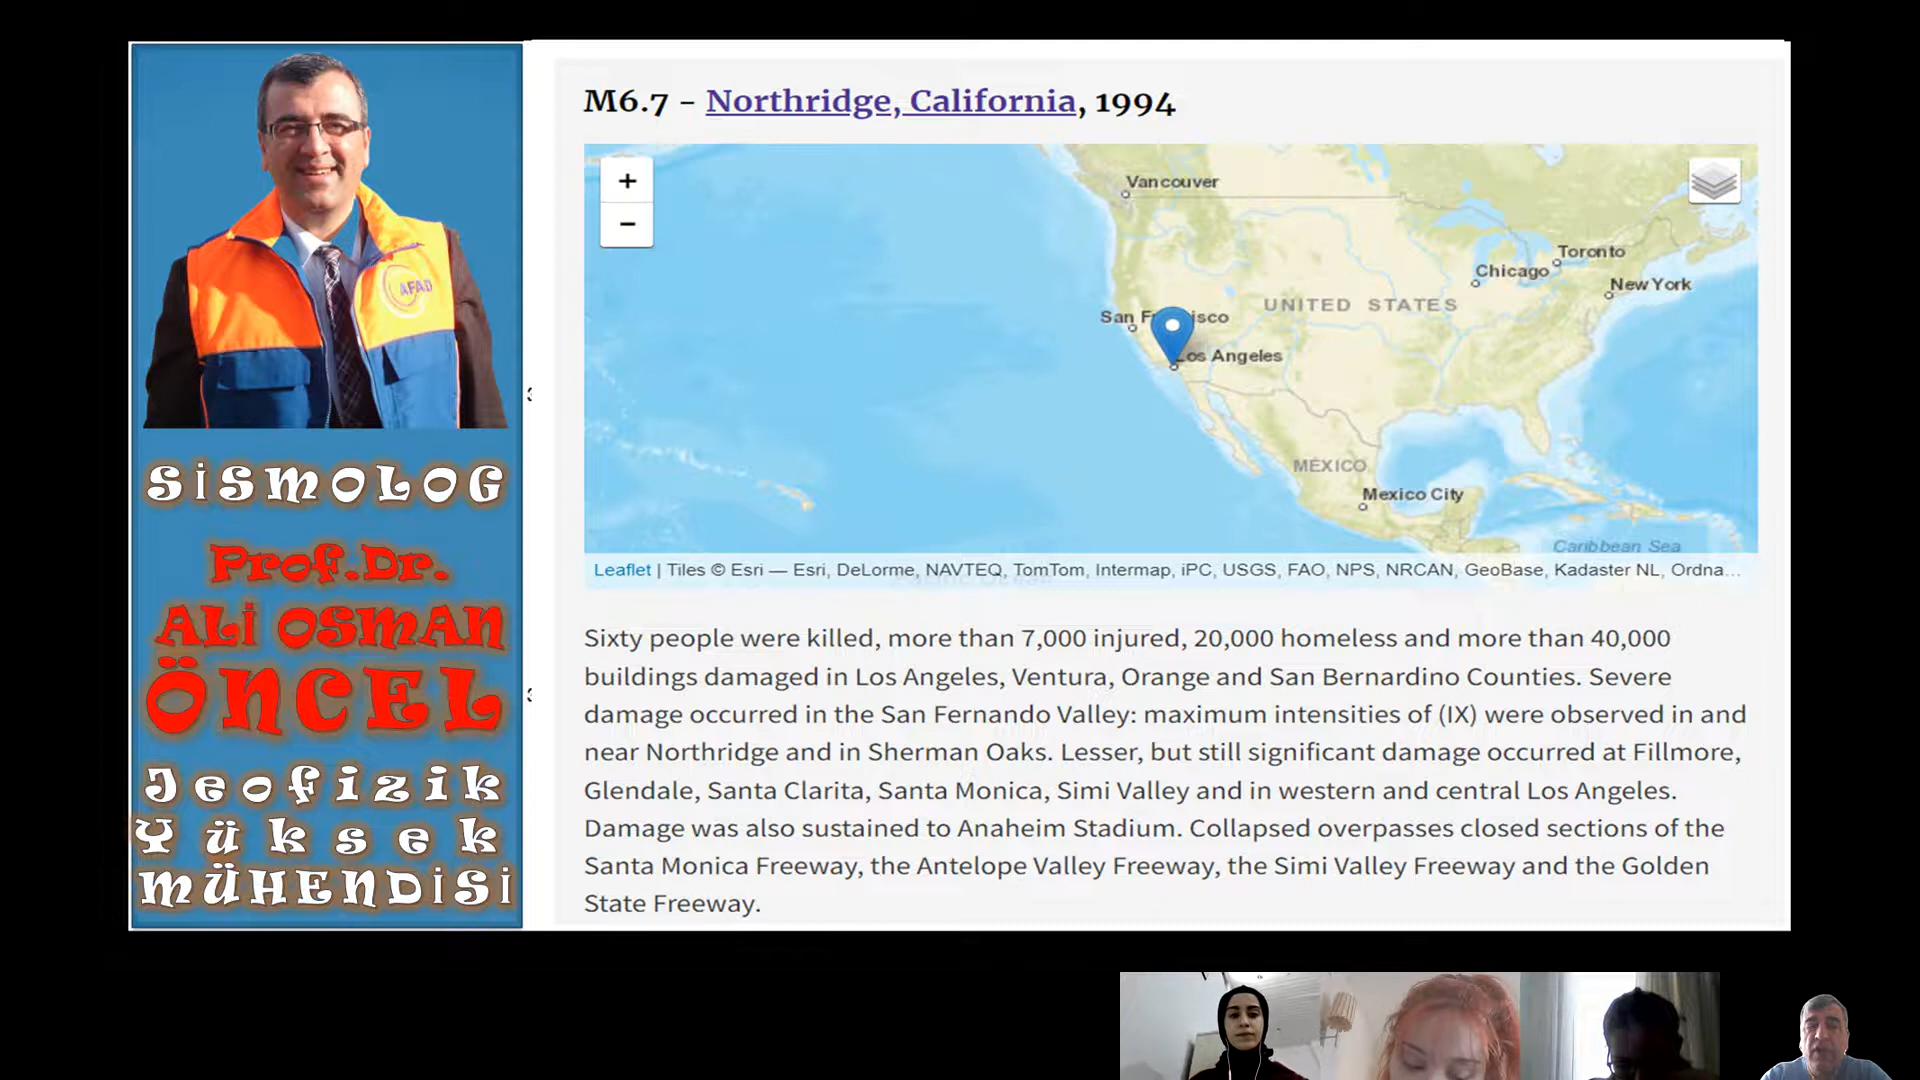 AFAD
SİSMOLOG
Prof.Dr.
ALİ OSMAN
ÖNCEL
Jeofizik
Yüksek
MÜHENDİSİ
M6.7 - Northridge, California, 1994
+
−
Vancouver
Toronto
Chicago
New York
UNITED STATES
San Fr isco
Los Angeles
MÉXICO
Mexico City
Caribbean Sea
Leaflet | Tiles © Esri — Esri, DeLorme, NAVTEQ, TomTom, Intermap, iPC, USGS, FAO, NPS, NRCAN, GeoBase, Kadaster NL, Ordna...
Sixty people were killed, more than 7,000 injured, 20,000 homeless and more than 40,000
buildings damaged in Los Angeles, Ventura, Orange and San Bernardino Counties. Severe
damage occurred in the San Fernando Valley: maximum intensities of (IX) were observed in and
near Northridge and in Sherman Oaks. Lesser, but still significant damage occurred at Fillmore,
Glendale, Santa Clarita, Santa Monica, Simi Valley and in western and central Los Angeles.
Damage was also sustained to Anaheim Stadium. Collapsed overpasses closed sections of the
Santa Monica Freeway, the Antelope Valley Freeway, the Simi Valley Freeway and the Golden
State Freeway.